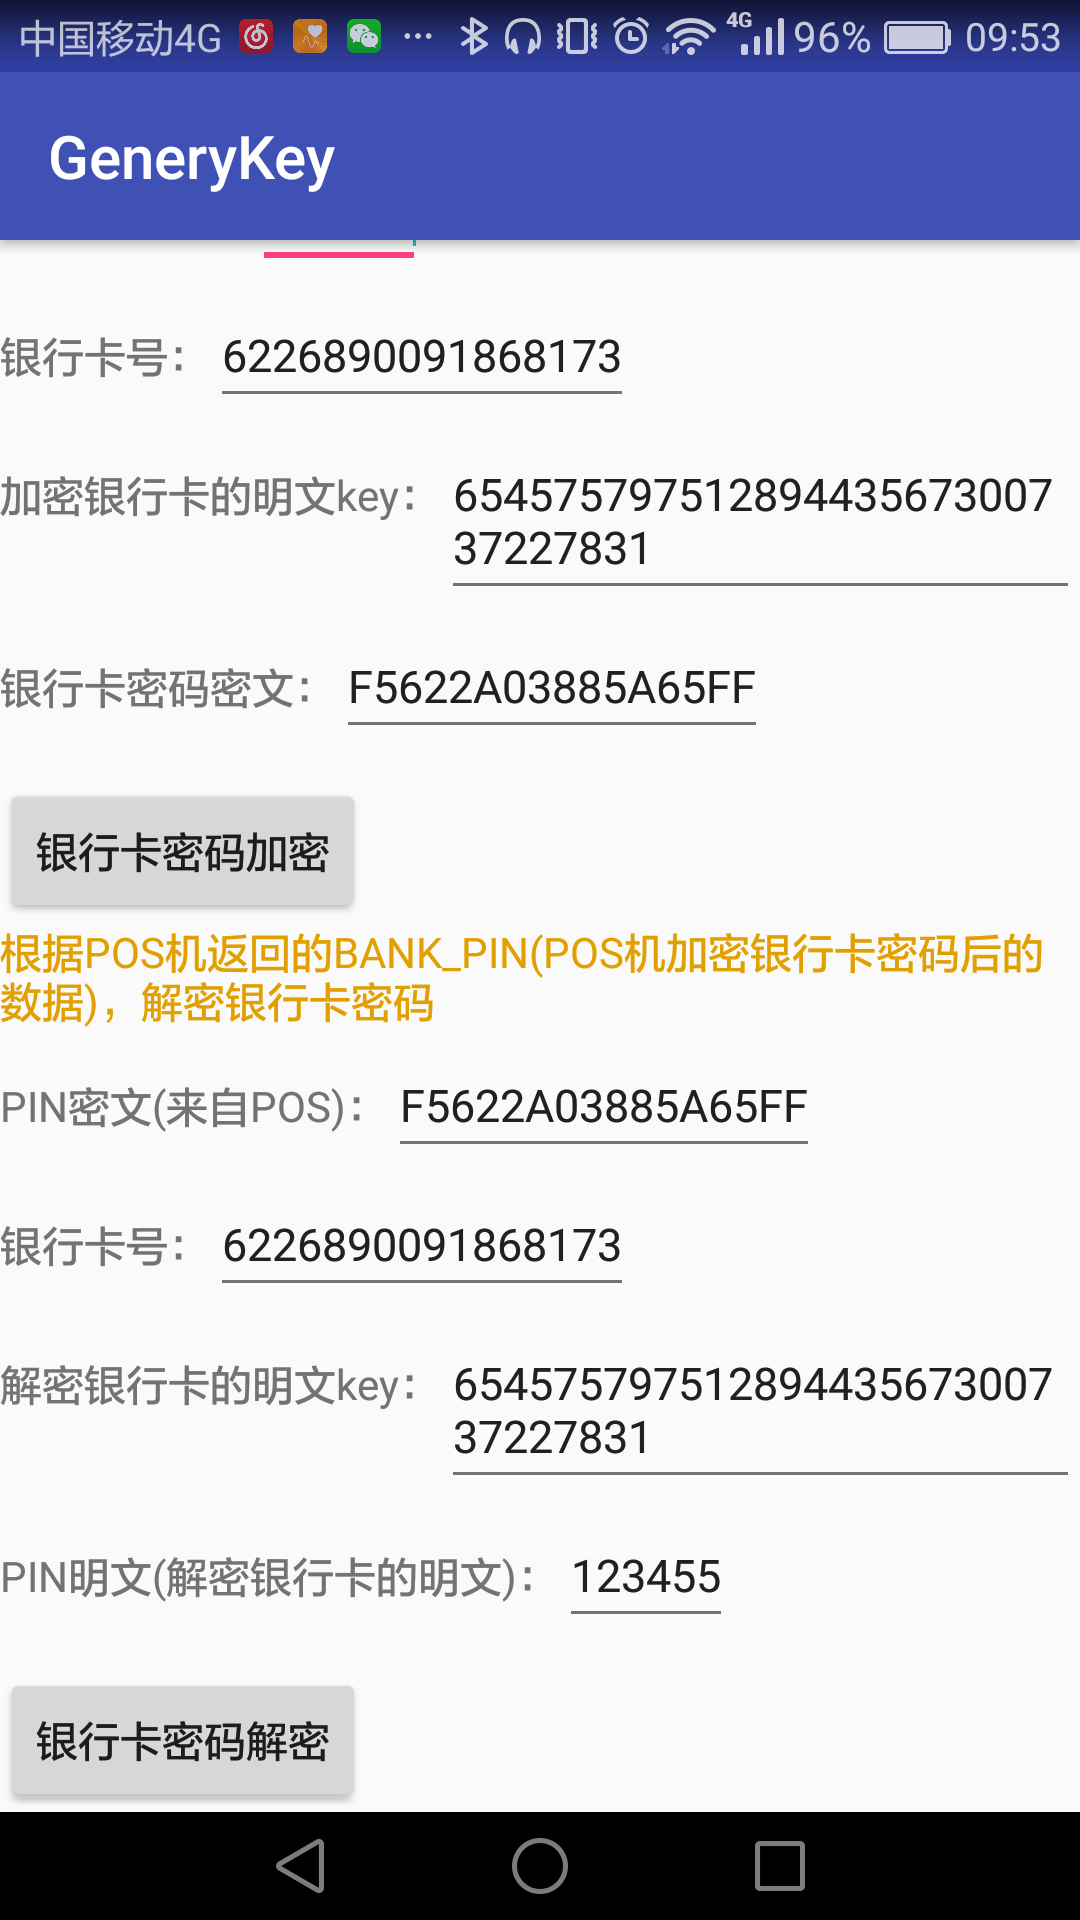 中国移动4G 4G 96% 09:53
GeneryKey
银行卡号： 6226890091868173
加密银行卡的明文key： 654575797512894435673007
37227831
银行卡密码密文： F5622A03885A65FF
银行卡密码加密
根据POS机返回的BANK_PIN(POS机加密银行卡密码后的
数据)，解密银行卡密码
PIN密文(来自POS)： F5622A03885A65FF
银行卡号： 6226890091868173
解密银行卡的明文key： 654575797512894435673007
37227831
PIN明文(解密银行卡的明文)： 123455
银行卡密码解密